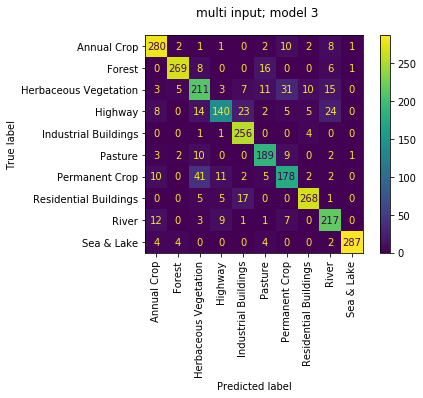 multi input; model 3
True label
Annual Crop 280 2 1 1 0 2 10 2 8 1
Forest 0 269 8 0 0 16 0 0 6 1
Herbaceous Vegetation 3 5 211 3 7 11 31 10 15 0
Highway 8 0 14 140 23 2 5 5 24 0
Industrial Buildings 0 0 1 1 256 0 0 4 0 0
Pasture 3 2 10 0 0 189 9 0 2 1
Permanent Crop 10 0 41 11 2 5 178 2 2 0
Residential Buildings 0 0 5 5 17 0 0 268 1 0
River 12 0 3 9 1 1 7 0 217 0
Sea & Lake 4 4 0 0 0 4 0 0 2 287
Annual Crop
Forest
Herbaceous Vegetation
Highway
Industrial Buildings
Pasture
Permanent Crop
Residential Buildings
River
Sea & Lake
Predicted label
250
200
150
100
50
0